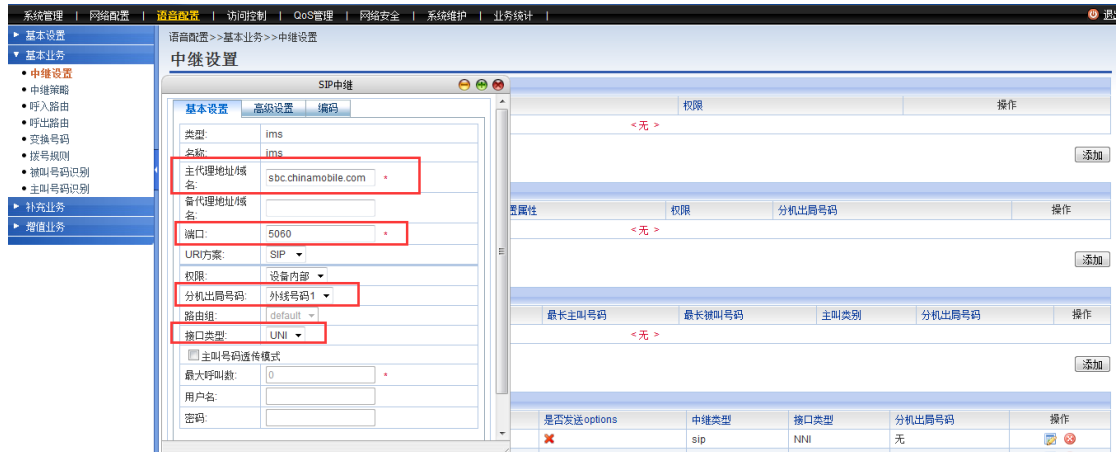 系统管理 | 网络配置 | 语音配置 | 访问控制 | QoS管理 | 网络安全 | 系统维护 | 业务统计 |
基本设置
基本业务
中继设置
中继策略
呼入路由
呼出路由
变换号码
拨号规则
被叫号码识别
主叫号码识别
补充业务
增值业务
语音配置>>基本业务>>中继设置
中继设置
SIP中继
基本设置 高级设置 编码
类型: ims
名称: ims
主代理地址/域名: sbc.chinamobile.com *
备代理地址/域名:
端口: 5060 *
URI方案: SIP
权限: 设备内部
分机出局号码: 外线号码1
路由组: default
接口类型: UNI
主叫号码透传模式
最大呼叫数: 0 *
用户名:
密码:
权限 操作
<无>
添加
置属性 权限 分机出局号码 操作
<无>
添加
最长主叫号码 最长被叫号码 主叫类别 分机出局号码 操作
<无>
添加
是否发送options 中继类型 接口类型 分机出局号码 操作
sip NNI 无